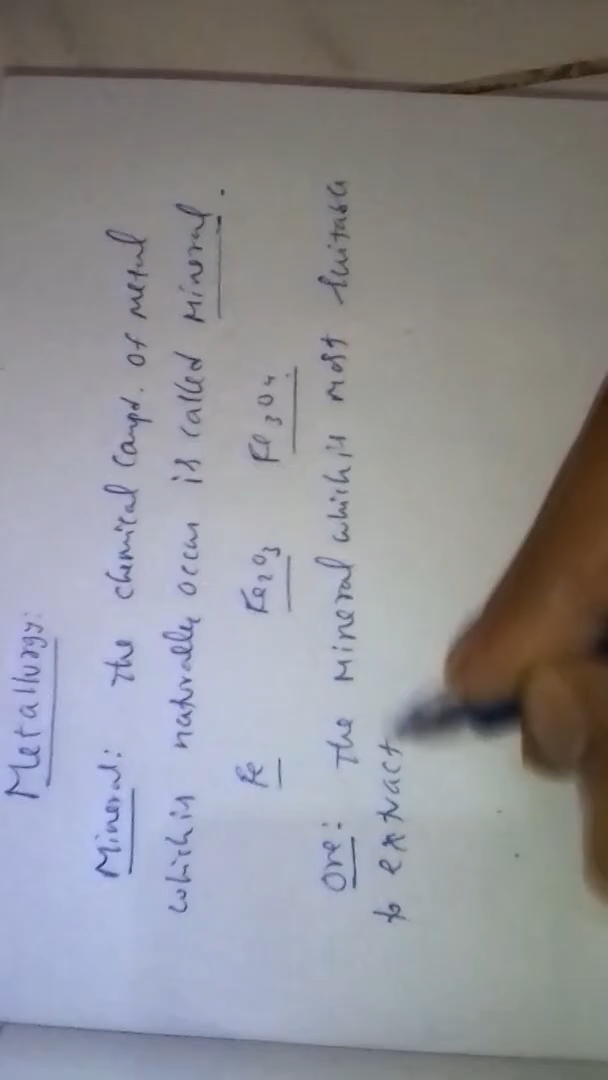 Metallurgy:
Mineral: The chemical Compd. of metal
which is naturally occur is called Mineral.
Fe Fe2O3 Fe3O4
Ore: The Mineral which is most suitable
to extract